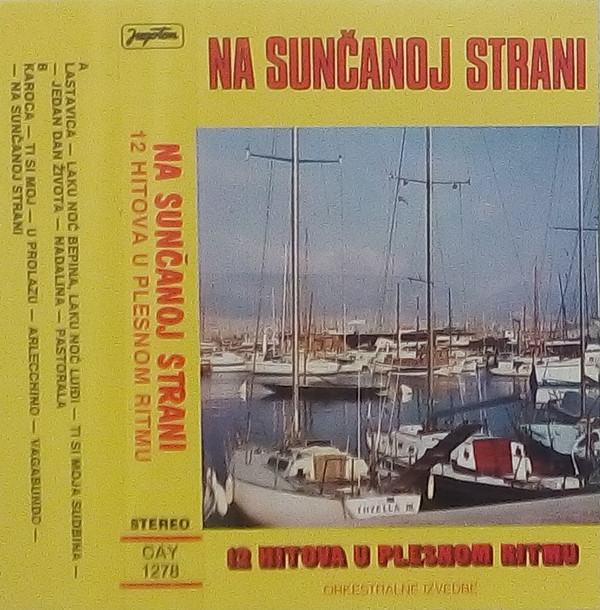 Jugoton
NA SUNČANOJ STRANI
A
LASTAVICA — LAKU NOĆ BEPINA, LAKU NOĆ LUIĐI — TI SI MOJA SUDBINA —
— JEDAN DAN ŽIVOTA — NADALINA — PASTORALA
B
KAROCA — TI SI MOJ — U PROLAZU — ARLECCHINO — VAGABUNDO —
— NA SUNČANOJ STRANI
NA SUNČANOJ STRANI
12 HITOVA U PLESNOM RITMU
STEREO
CAY
1278
12 HITOVA U PLESNOM RITMU
ORKESTRALNE IZVEDBE